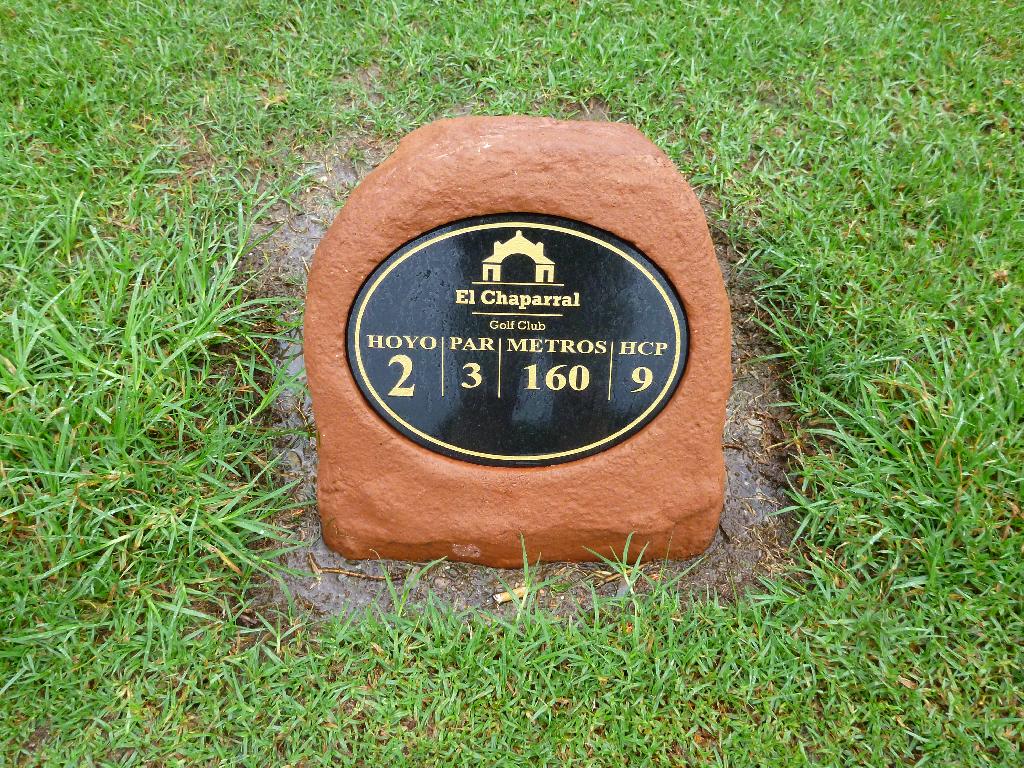 El Chaparral
Golf Club
HOYO PAR METROS HCP
2 3 160 9